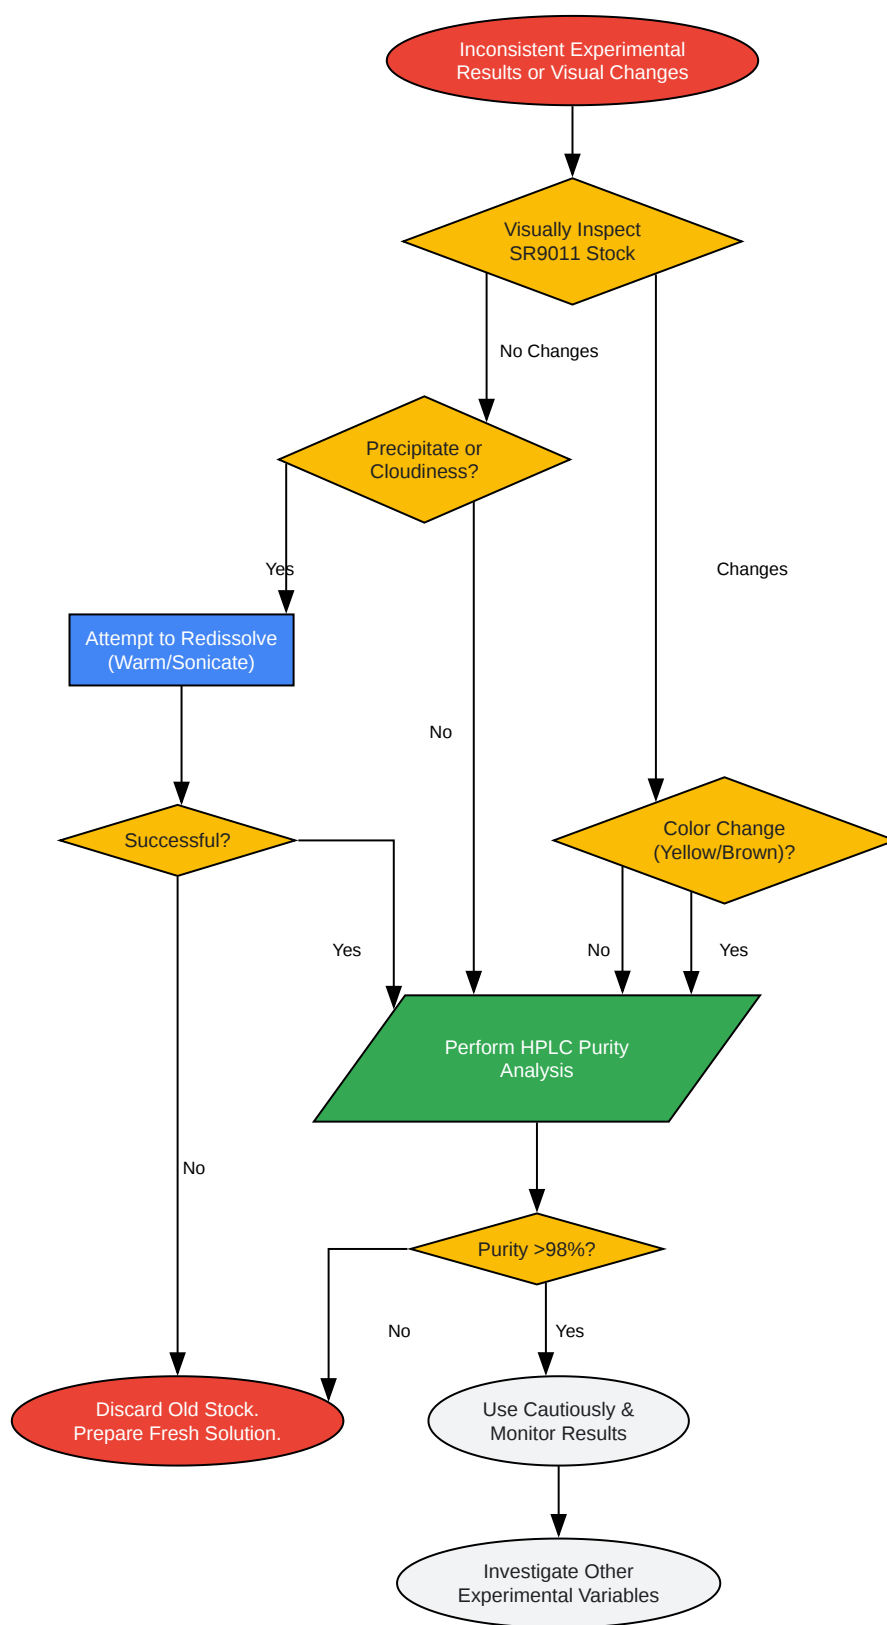 Inconsistent Experimental
Results or Visual Changes
Visually Inspect
SR9011 Stock
No Changes
Precipitate or
Cloudiness?
Yes
Changes
Attempt to Redissolve
(Warm/Sonicate)
No
Successful?
Color Change
(Yellow/Brown)?
Yes
No
Yes
Perform HPLC Purity
Analysis
No
Purity >98%?
No
Yes
Discard Old Stock.
Prepare Fresh Solution.
Use Cautiously &
Monitor Results
Investigate Other
Experimental Variables